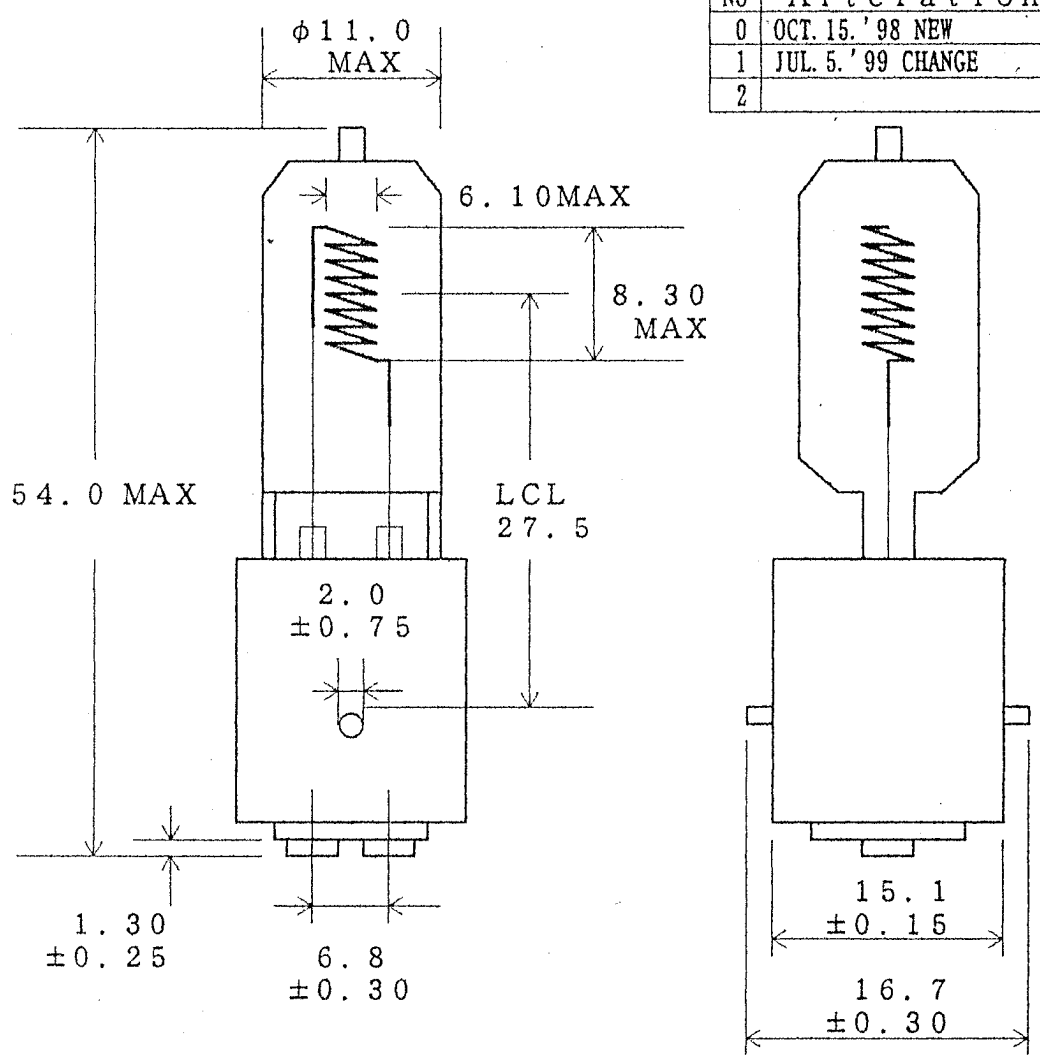 No Alteration
0 OCT. 15. '98 NEW
1 JUL. 5. '99 CHANGE
2
φ11.0
MAX
6.10MAX
8.30
MAX
54.0 MAX
LCL
27.5
2.0
±0.75
1.30
±0.25
6.8
±0.30
15.1
±0.15
16.7
±0.30